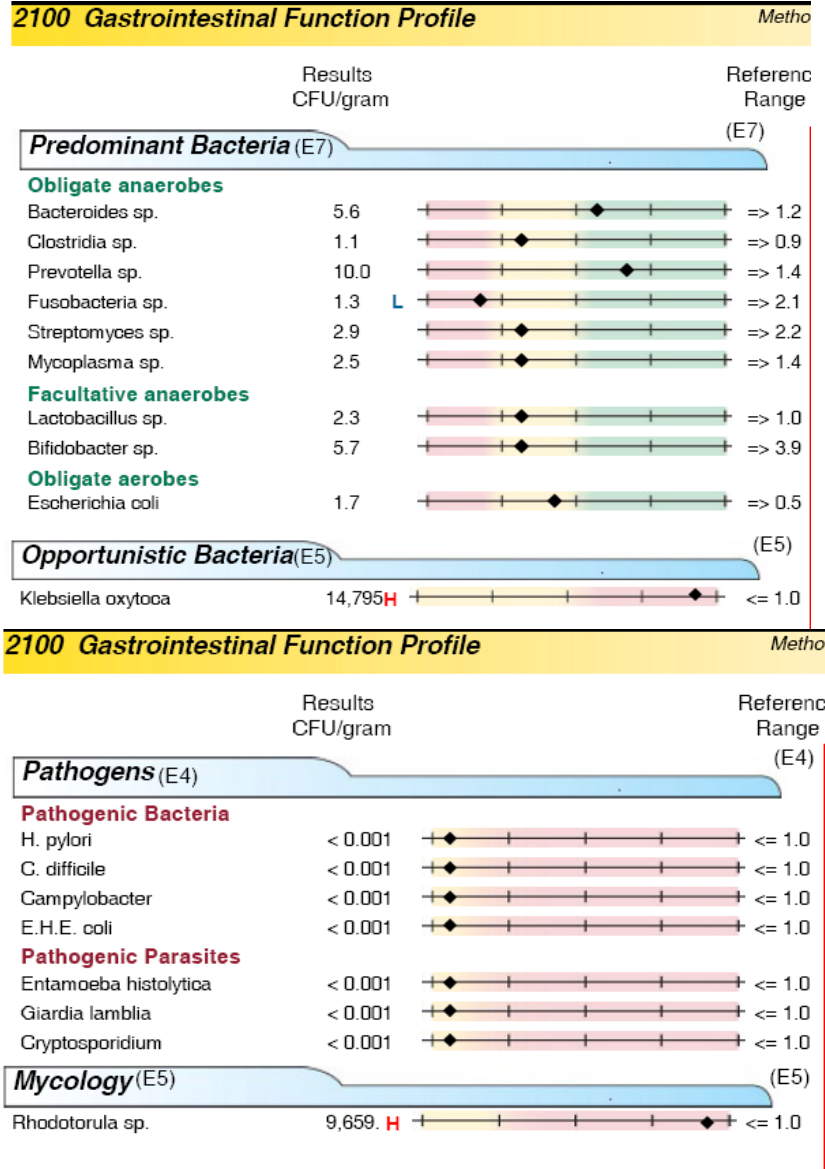 2100 Gastrointestinal Function Profile Metho
Results Referenc
CFU/gram Range
Predominant Bacteria (E7) (E7)
Obligate anaerobes
Bacteroides sp. 5.6 => 1.2
Clostridia sp. 1.1 => 0.9
Prevotella sp. 10.0 => 1.4
Fusobacteria sp. 1.3 L => 2.1
Streptomyces sp. 2.9 => 2.2
Mycoplasma sp. 2.5 => 1.4
Facultative anaerobes
Lactobacillus sp. 2.3 => 1.0
Bifidobacter sp. 5.7 => 3.9
Obligate aerobes
Escherichia coli 1.7 => 0.5
Opportunistic Bacteria(E5) (E5)
Klebsiella oxytoca 14,795 H <= 1.0
2100 Gastrointestinal Function Profile Metho
Results Referenc
CFU/gram Range
Pathogens (E4) (E4)
Pathogenic Bacteria
H. pylori < 0.001 <= 1.0
C. difficile < 0.001 <= 1.0
Campylobacter < 0.001 <= 1.0
E.H.E. coli < 0.001 <= 1.0
Pathogenic Parasites
Entamoeba histolytica < 0.001 <= 1.0
Giardia lamblia < 0.001 <= 1.0
Cryptosporidium < 0.001 <= 1.0
Mycology (E5) (E5)
Rhodotorula sp. 9,659. H <= 1.0